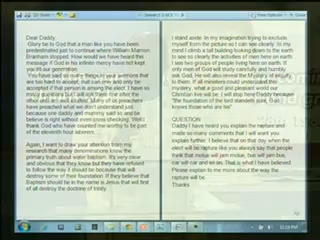 Dear Daddy,
Glory be to God that a man like you have been
predestinated just to continue where William Marrion
Branham stopped. How would we have heard the
message if God in his infinite mercy have not kept
you till our generation.
You have said so many things in your sermons that
are too hard to accept, that can only and only be
accepted if that person is among the elect. I have so
many questions but I will ask them one after the
other and am well excited. Many of us preachers
have preached what we don't understand just
because one daddy and mummy said so and be
believe is right without even prove checking. Well I
thank God who have counted me worthy to be part
of the eleventh hour laborers.
Again, I want to draw your attention from my
research that many denominations know the
primary truth about water baptism. It's very clear
and obvious that they know but they have refused
to follow the way it should be because that will
destroy some of their foundation. If they believe that
Baptism should be in the name is Jesus that will first
of all destroy the doctrine of trinity.
I stand aside. In my imagination trying to exclude
myself from the picture so I can see clearly. In my
mind I climb a tall building looking down to the earth
to see so clearly the activities of men here on earth.
I see two groups of people living here on earth. If
only men of God will study carefully and humbly
ask God, He will also reveal the Mystery of iniquity
to them. If all ministers could understand this
mystery, what a good and pleasant world our
Christian live will be. I will stop here Daddy because
"the foundation of the lord standeth sure, God
knows those who are his"
QUESTION
Daddy I have heard you explain the rapture and
made so many comments that I will want you
explain further. I believe that on that day when the
elect will be rapture like you always say that people
think that motue will jam motue, bus will jam bus,
car will car and so on. That is what I have believed.
Please explain to me more about the way the
rapture will be.
Thanks